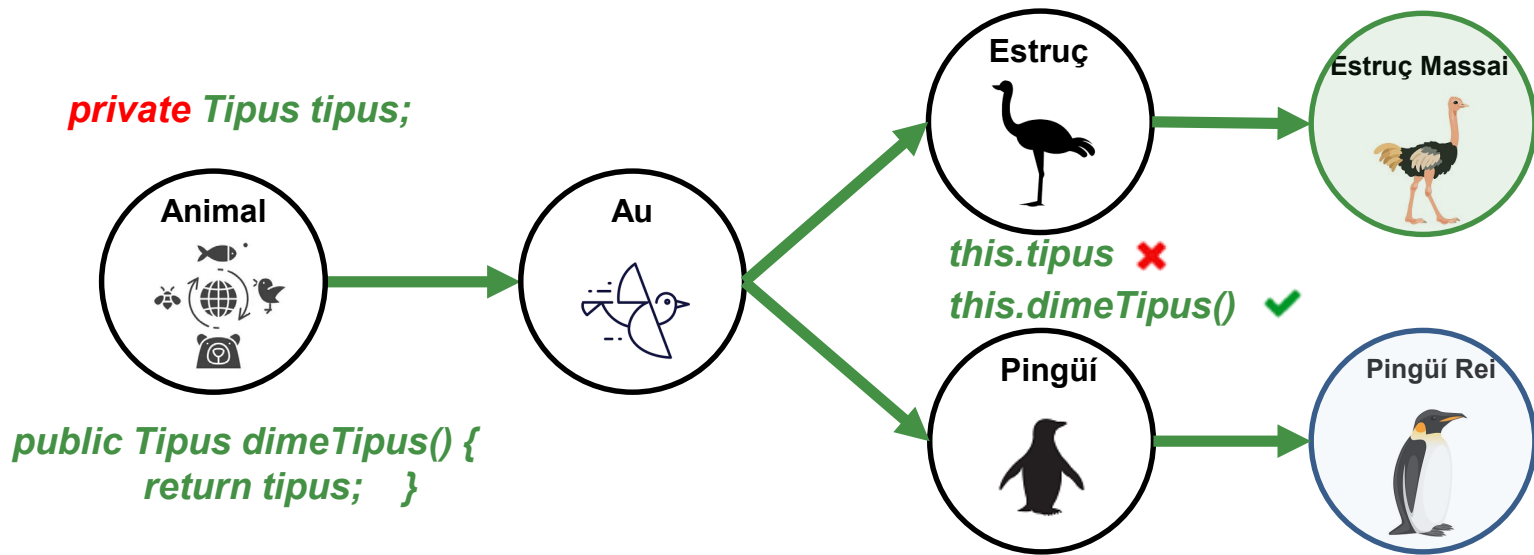 private Tipus tipus;
Animal
public Tipus dimeTipus() {
return tipus; }
Au
Estruç
Estruç Massai
this.tipus
this.dimeTipus()
Pingüí
Pingüí Rei